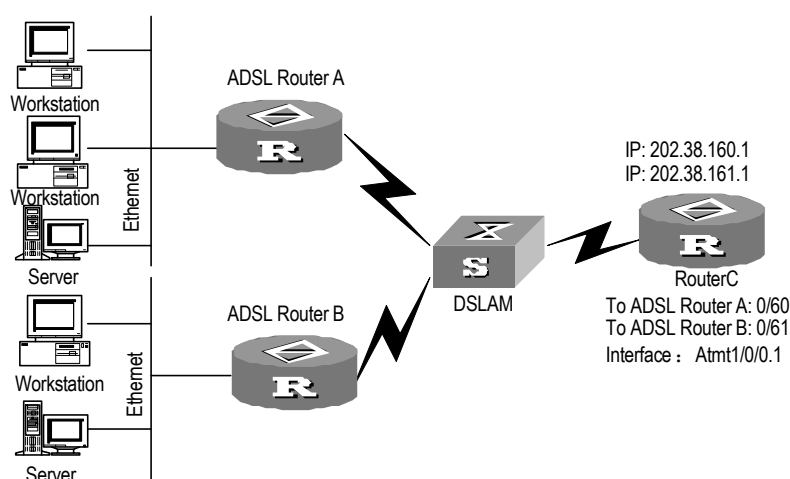 Workstation
Workstation
Server
Ethernet
Workstation
Server
Ethernet
ADSL Router A
R
ADSL Router B
R
S
DSLAM
IP: 202.38.160.1
IP: 202.38.161.1
R
RouterC
To ADSL Router A: 0/60
To ADSL Router B: 0/61
Interface： Atmt1/0/0.1